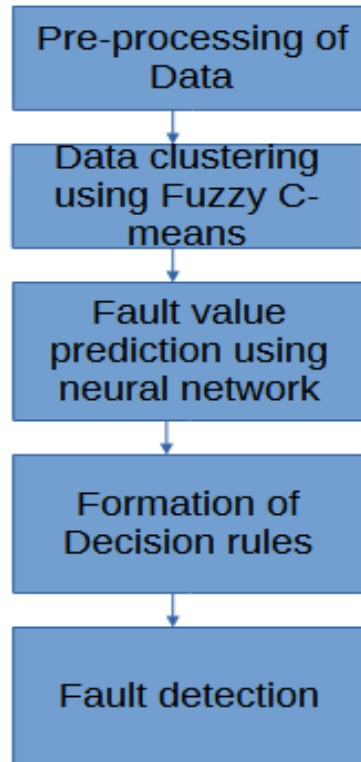 Pre-processing of
Data
Data clustering
using Fuzzy C-
means
Fault value
prediction using
neural network
Formation of
Decision rules
Fault detection